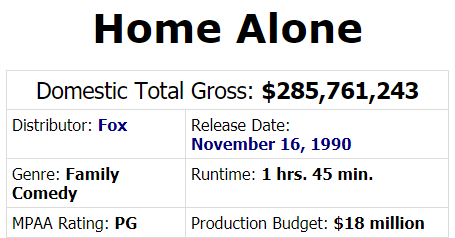 Home Alone
Domestic Total Gross: $285,761,243
Distributor: Fox
Release Date:
November 16, 1990
Genre: Family
Comedy
Runtime: 1 hrs. 45 min.
MPAA Rating: PG
Production Budget: $18 million